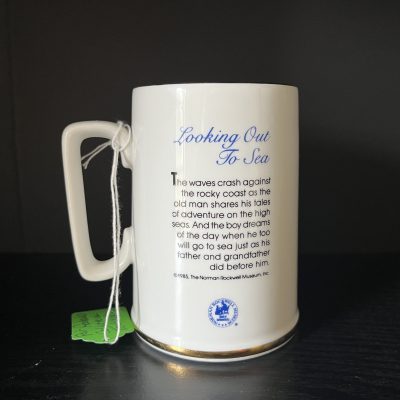 Looking Out
To Sea
The waves crash against
the rocky coast as the
old man shares his tales
of adventure on the high
seas. And the boy dreams
of the day when he too
will go to sea just as his
father and grandfather
did before him.
©1985, The Norman Rockwell Museum, Inc.